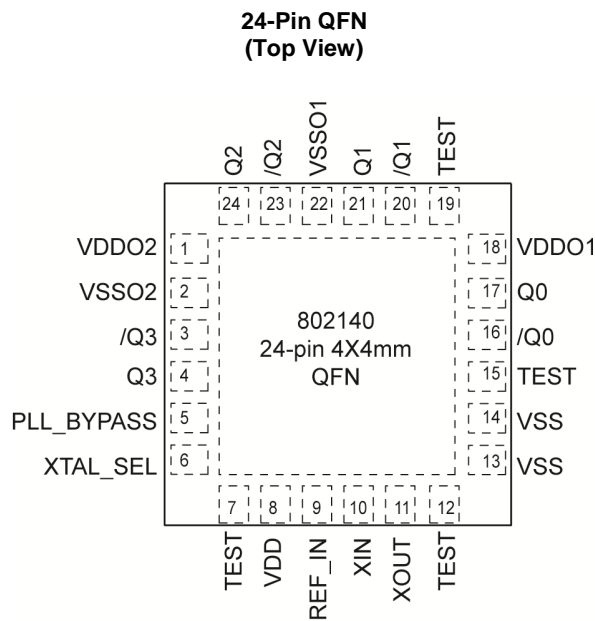 24-Pin QFN
(Top View)
Q2
/Q2
VSSO1
Q1
/Q1
TEST
24
23
22
21
20
19
VDDO2 1
VSSO2 2
/Q3 3
Q3 4
PLL_BYPASS 5
XTAL_SEL 6
802140
24-pin 4X4mm
QFN
18 VDDO1
17 Q0
16 /Q0
15 TEST
14 VSS
13 VSS
7
8
9
10
11
12
TEST
VDD
REF_IN
XIN
XOUT
TEST